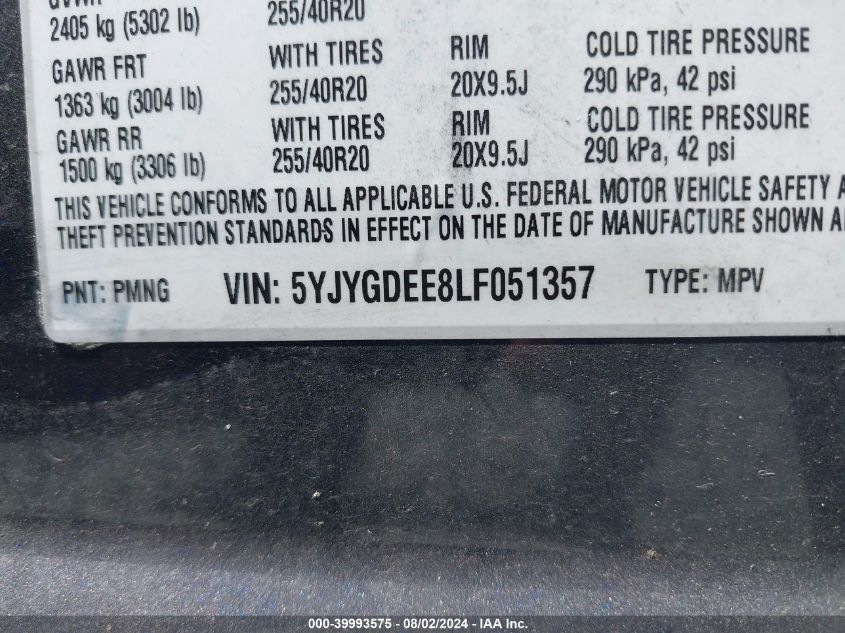 2405 kg (5302 lb) 255/40R20
GAWR FRT WITH TIRES RIM COLD TIRE PRESSURE
1363 kg (3004 lb) 255/40R20 20X9.5J 290 kPa, 42 psi
GAWR RR WITH TIRES RIM COLD TIRE PRESSURE
1500 kg (3306 lb) 255/40R20 20X9.5J 290 kPa, 42 psi
THIS VEHICLE CONFORMS TO ALL APPLICABLE U.S. FEDERAL MOTOR VEHICLE SAFETY A
THEFT PREVENTION STANDARDS IN EFFECT ON THE DATE OF MANUFACTURE SHOWN A
PNT: PMNG VIN: 5YJYGDEE8LF051357 TYPE: MPV
000-39993575 - 08/02/2024 - IAA Inc.